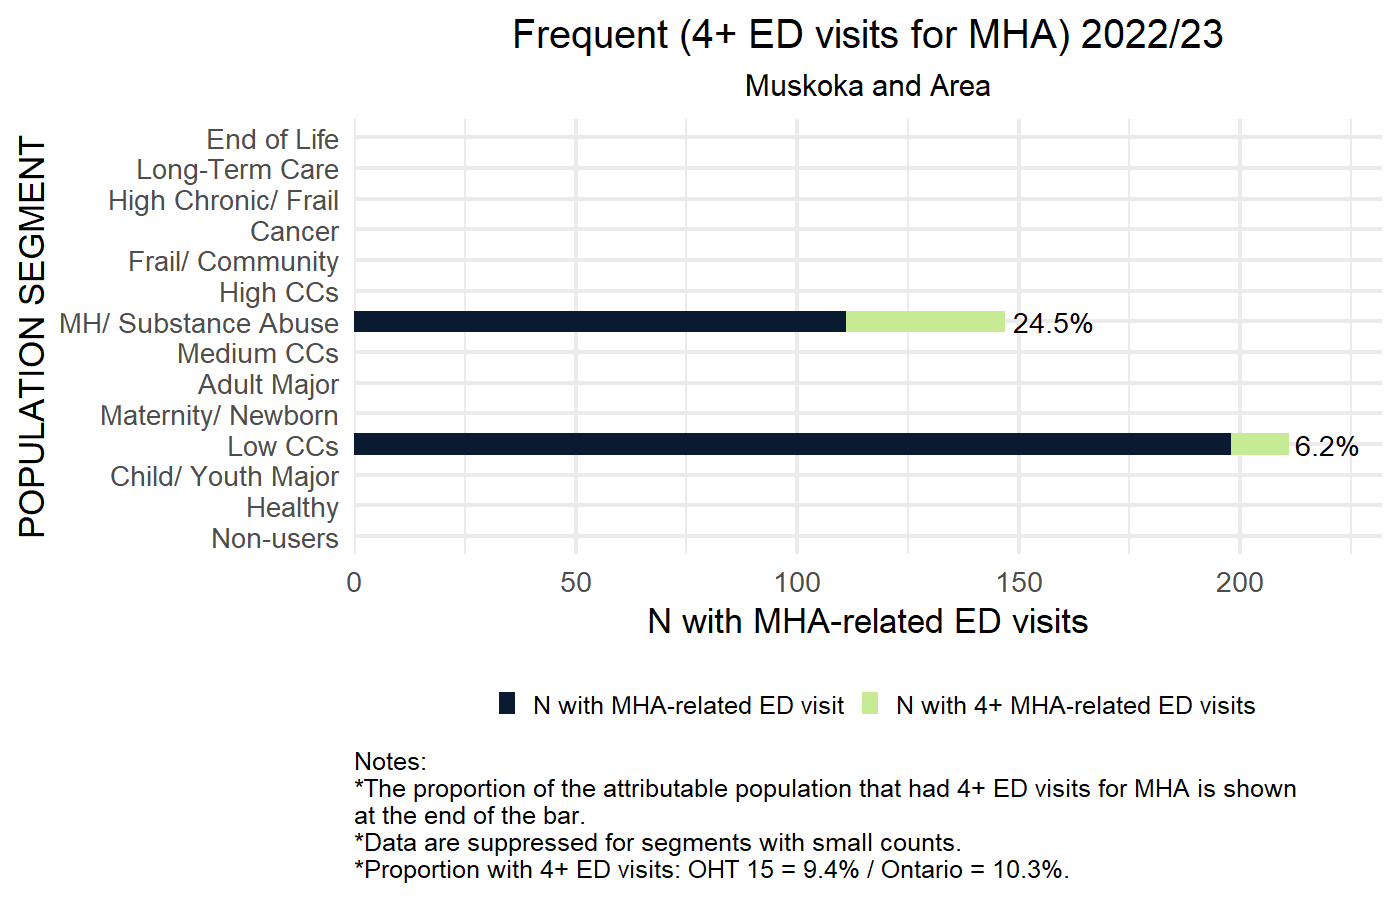 Frequent (4+ ED visits for MHA) 2022/23
Muskoka and Area
POPULATION SEGMENT
End of Life
Long-Term Care
High Chronic/ Frail
Cancer
Frail/ Community
High CCs
MH/ Substance Abuse
24.5%
Medium CCs
Adult Major
Maternity/ Newborn
Low CCs
6.2%
Child/ Youth Major
Healthy
Non-users
0 50 100 150 200
N with MHA-related ED visits
N with MHA-related ED visit N with 4+ MHA-related ED visits
Notes:
*The proportion of the attributable population that had 4+ ED visits for MHA is shown
at the end of the bar.
*Data are suppressed for segments with small counts.
*Proportion with 4+ ED visits: OHT 15 = 9.4% / Ontario = 10.3%.